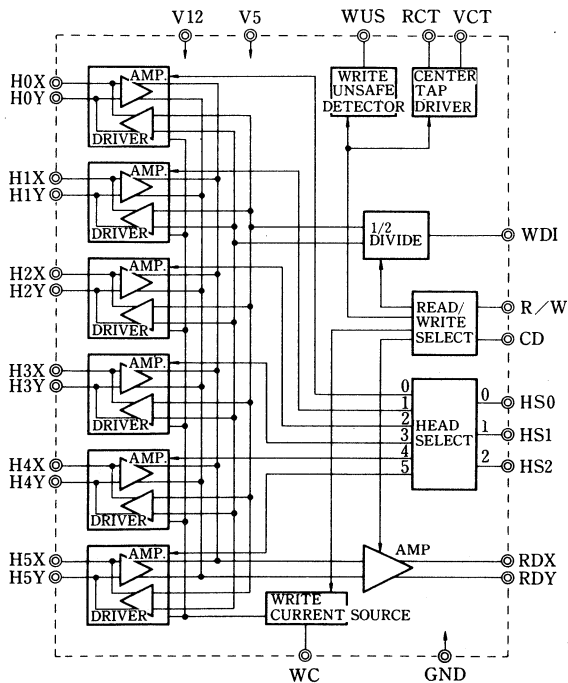 V12 V5 WUS RCT VCT
H0X
H0Y
AMP.
DRIVER
WRITE
UNSAFE
DETECTOR
CENTER
TAP
DRIVER
H1X
H1Y
AMP.
DRIVER
1/2
DIVIDE
WDI
H2X
H2Y
AMP.
DRIVER
READ/
WRITE
SELECT
R/W
CD
H3X
H3Y
AMP.
DRIVER
0
1
2
3
4
5
HEAD
SELECT
0
1
2
HS0
HS1
HS2
H4X
H4Y
AMP.
DRIVER
H5X
H5Y
AMP.
DRIVER
AMP
RDX
RDY
WRITE
CURRENT SOURCE
WC
GND